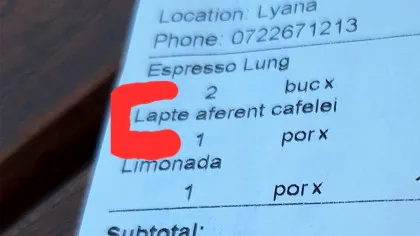 Location: Lyana
Phone: 0722671213
Espresso Lung
2 buc x
Lapte aferent cafelei
1 por x
Limonada
1 por x
Subtotal: